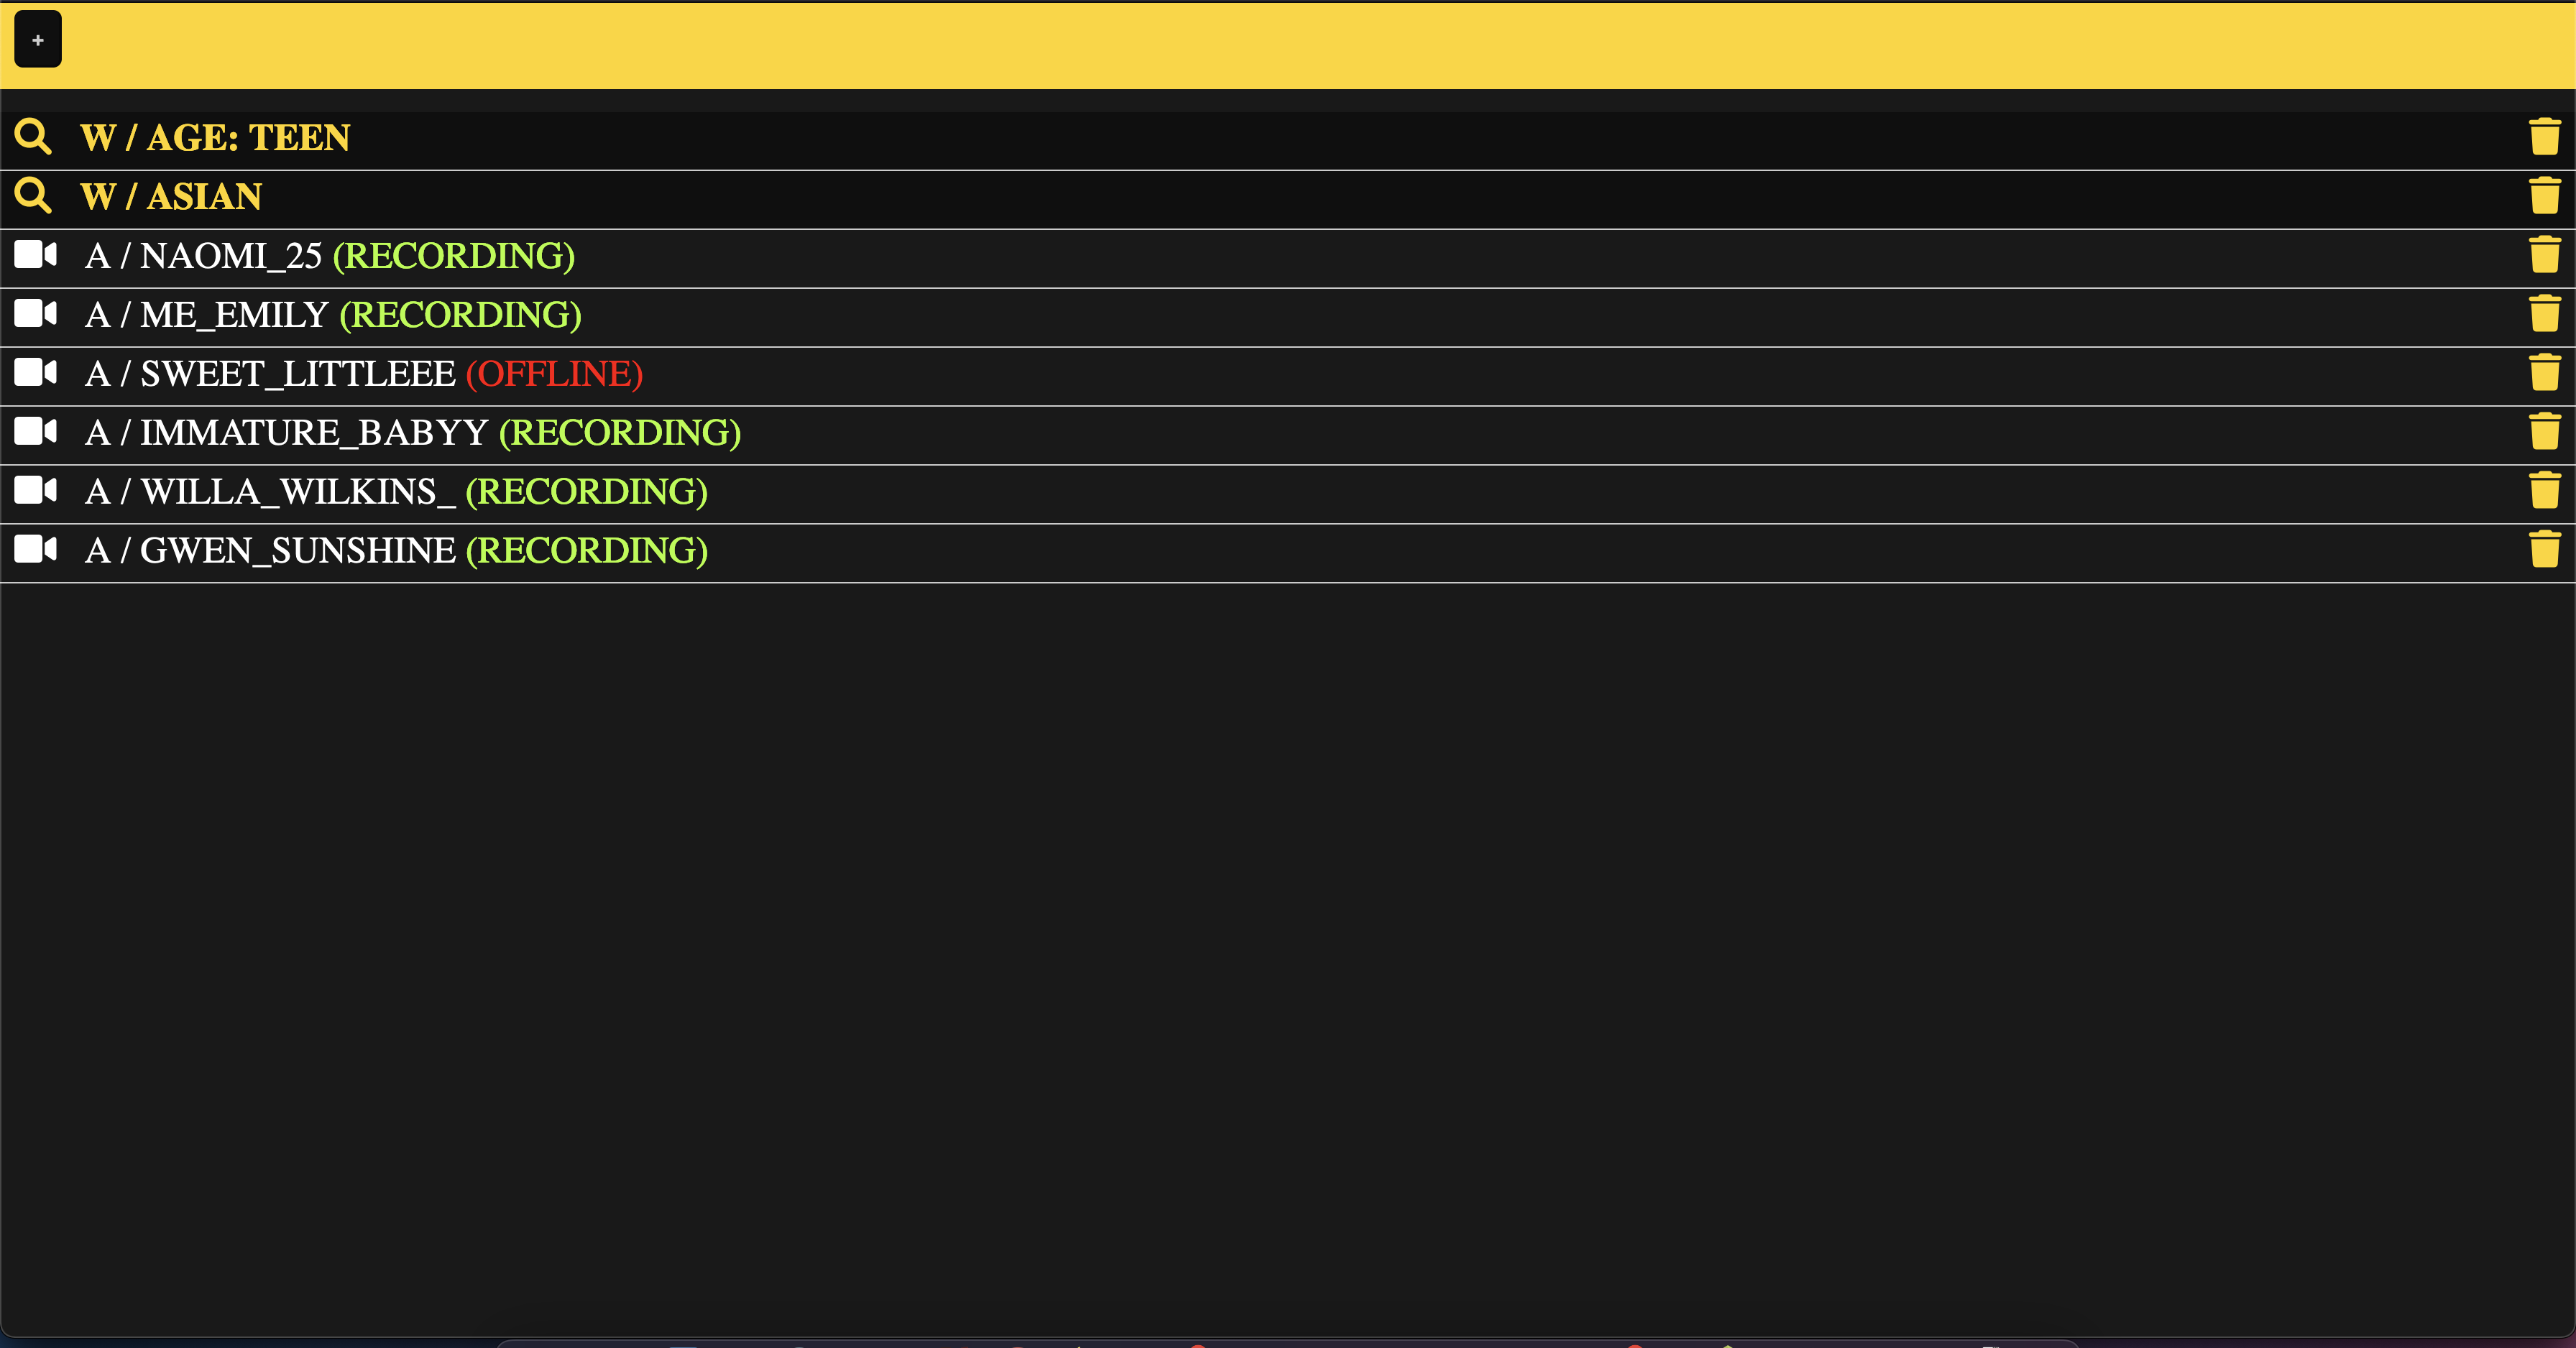 +
W / AGE: TEEN
W / ASIAN
A / NAOMI_25 (RECORDING)
A / ME_EMILY (RECORDING)
A / SWEET_LITTLEEE (OFFLINE)
A / IMMATURE_BABYY (RECORDING)
A / WILLA_WILKINS_ (RECORDING)
A / GWEN_SUNSHINE (RECORDING)